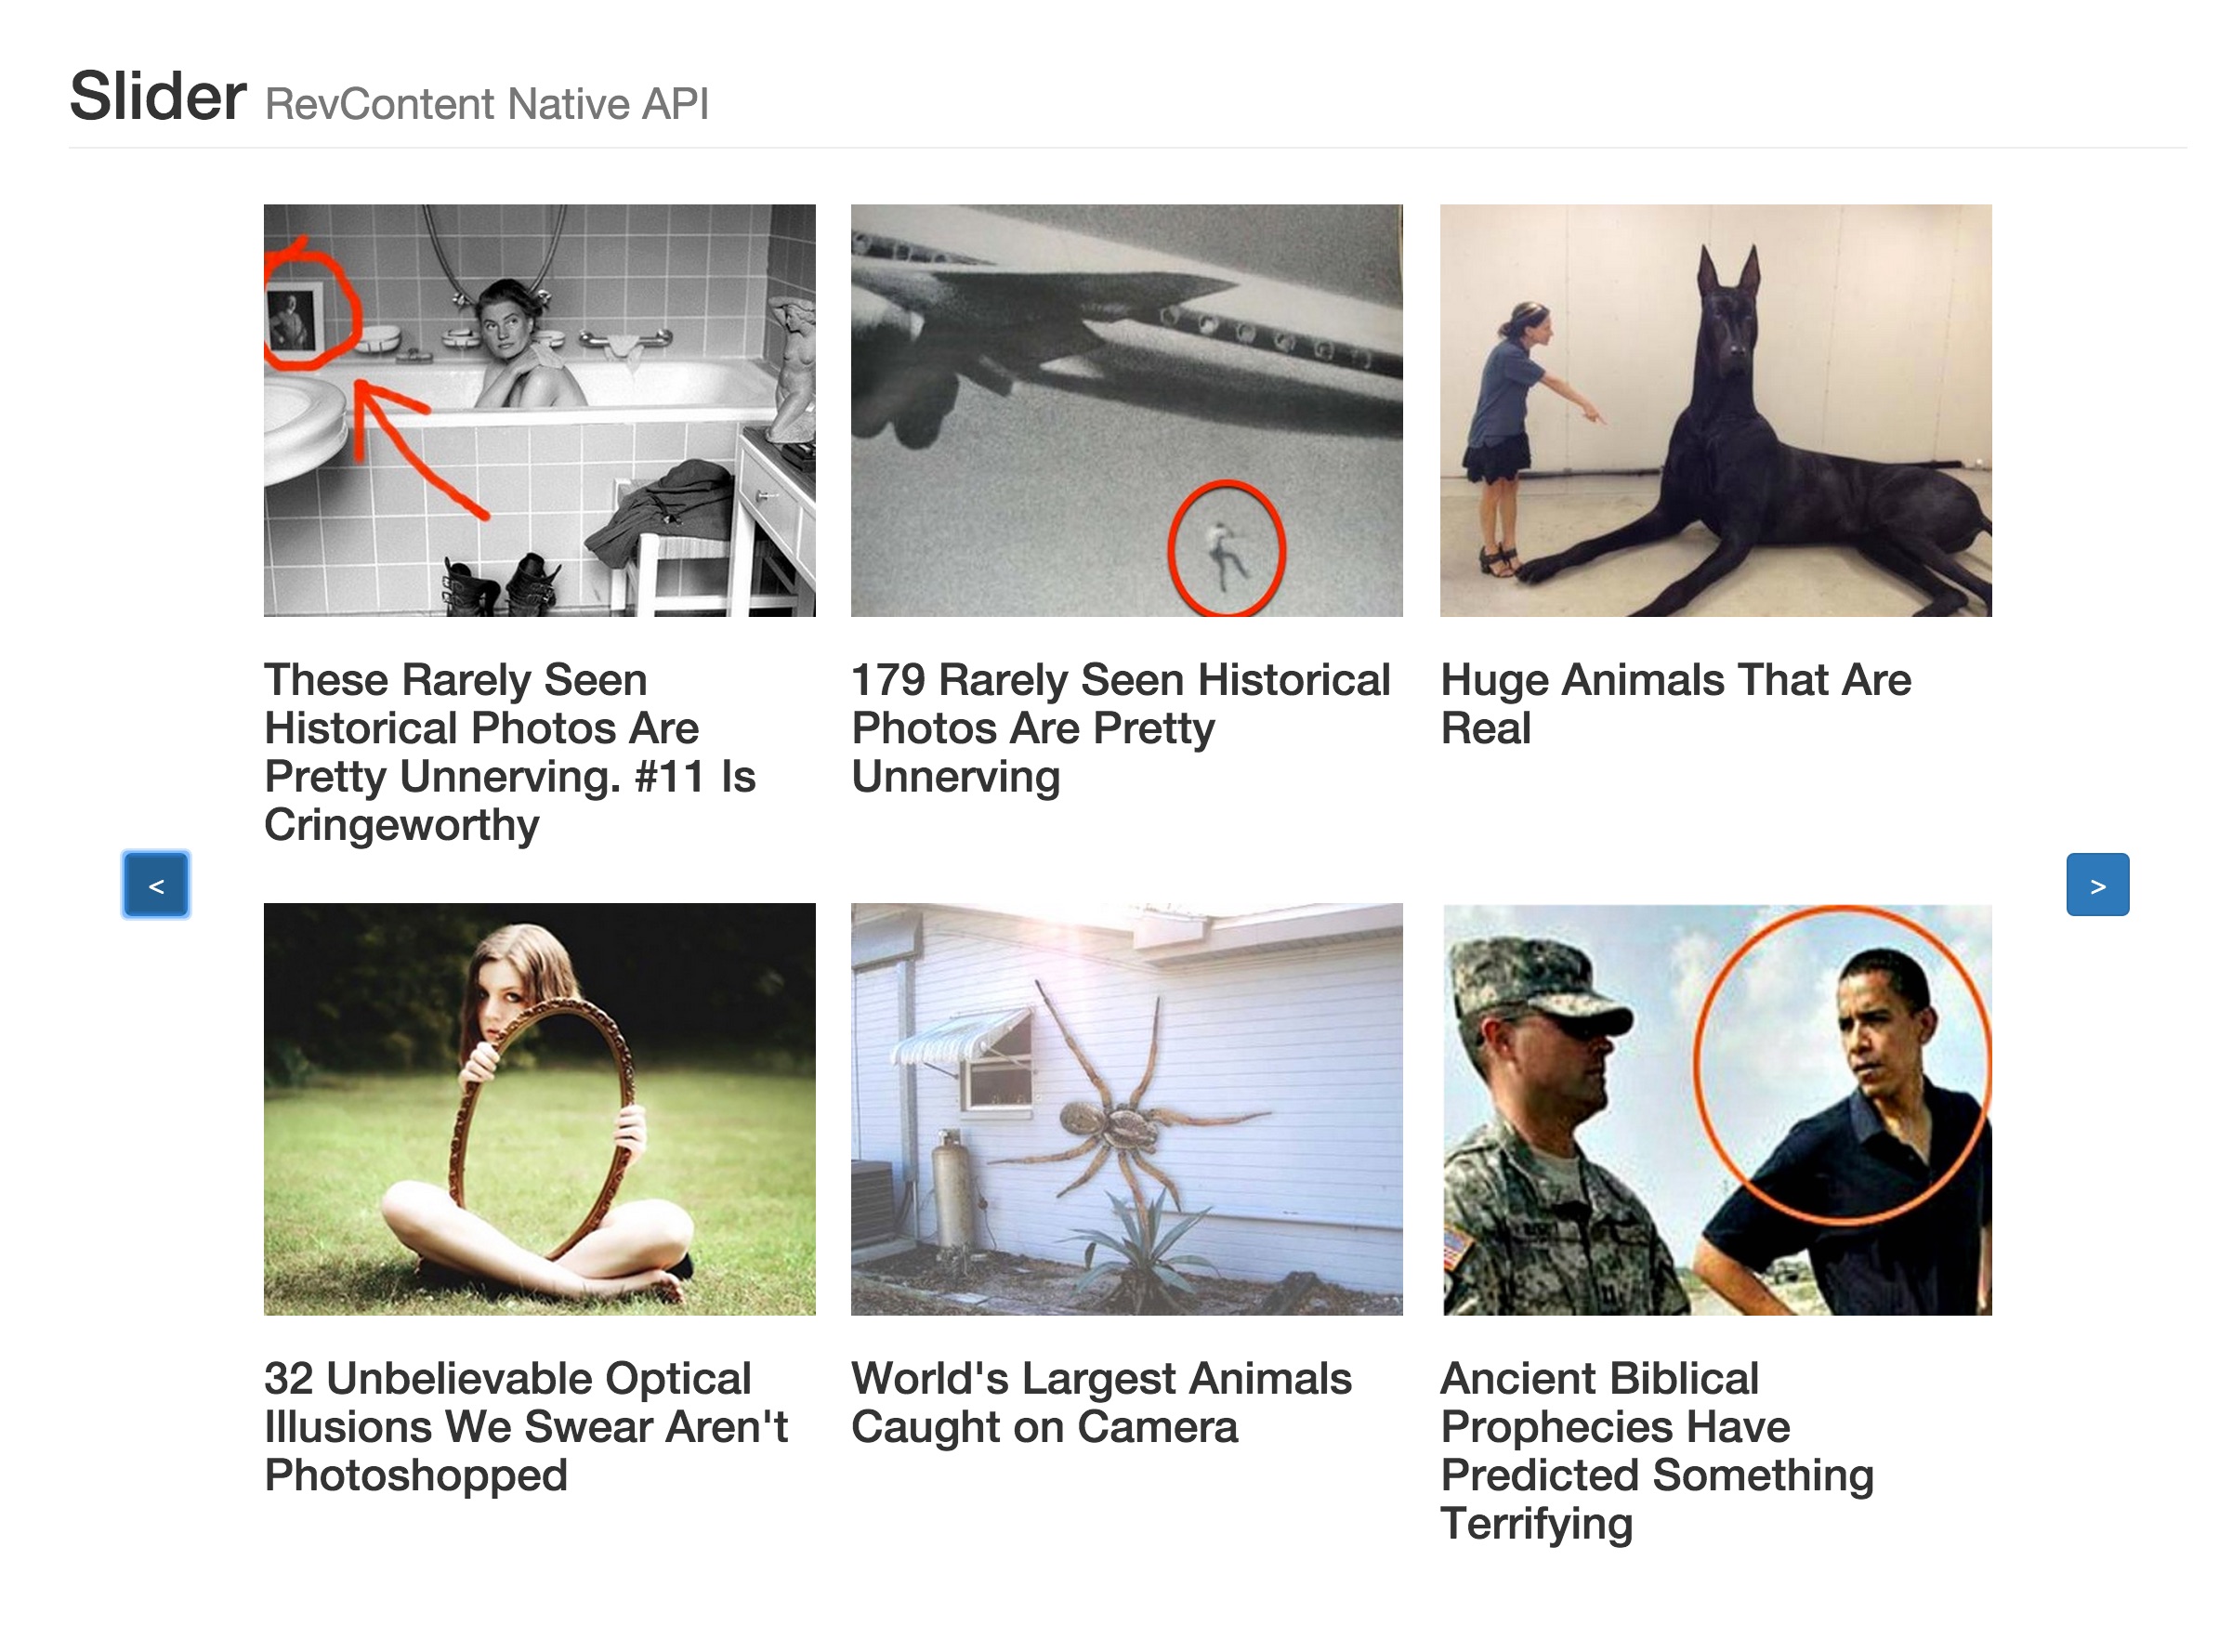 Slider RevContent Native API
These Rarely Seen
Historical Photos Are
Pretty Unnerving. #11 Is
Cringeworthy
179 Rarely Seen Historical
Photos Are Pretty
Unnerving
Huge Animals That Are
Real
<
>
32 Unbelievable Optical
Illusions We Swear Aren't
Photoshopped
World's Largest Animals
Caught on Camera
Ancient Biblical
Prophecies Have
Predicted Something
Terrifying